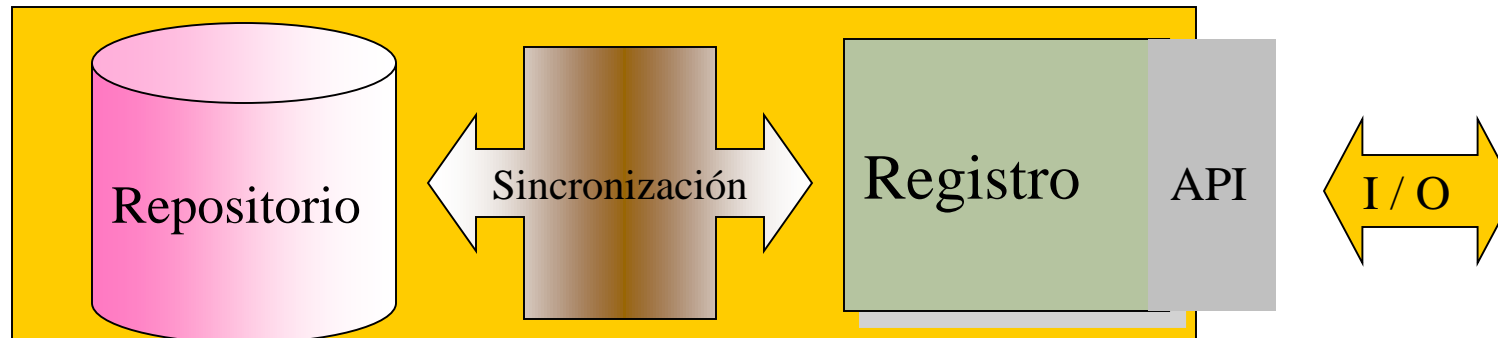 Repositorio
Sincronización
Registro
API
I / O